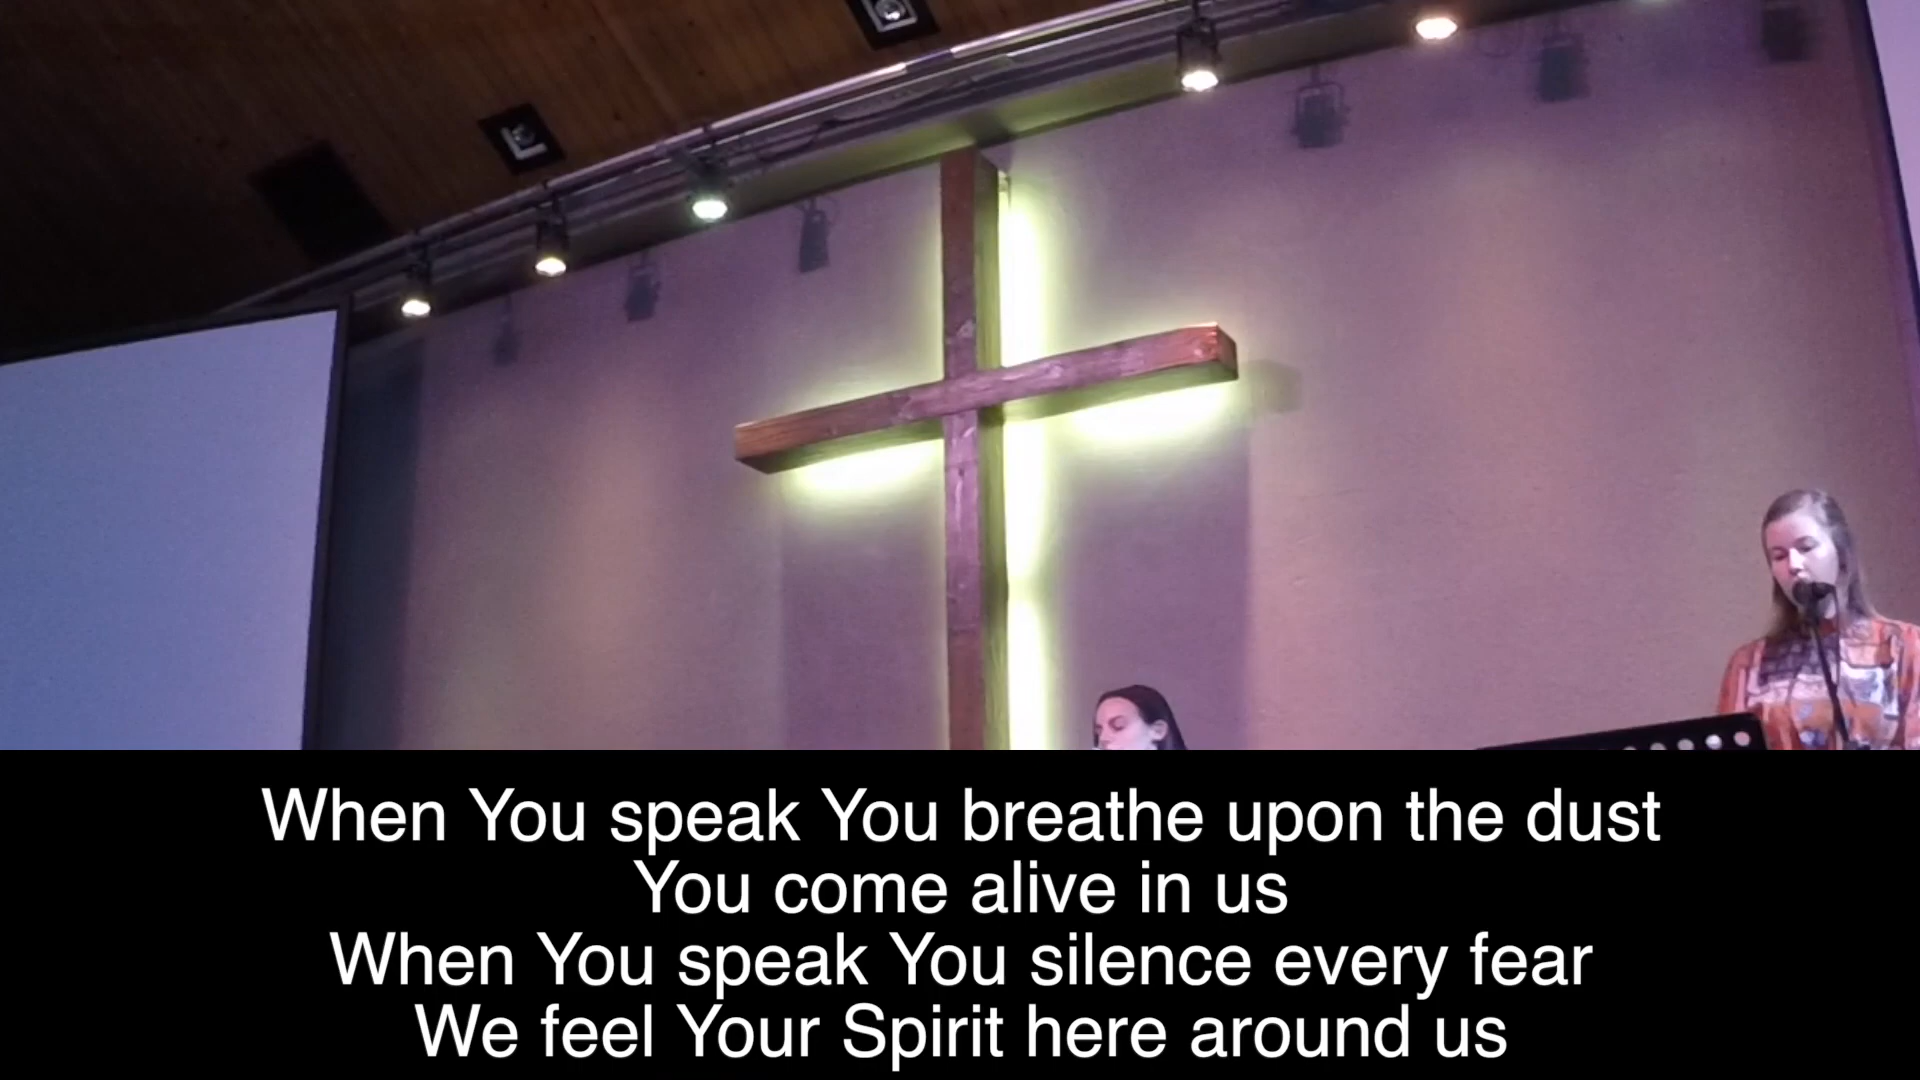 When You speak You breathe upon the dust
You come alive in us
When You speak You silence every fear
We feel Your Spirit here around us